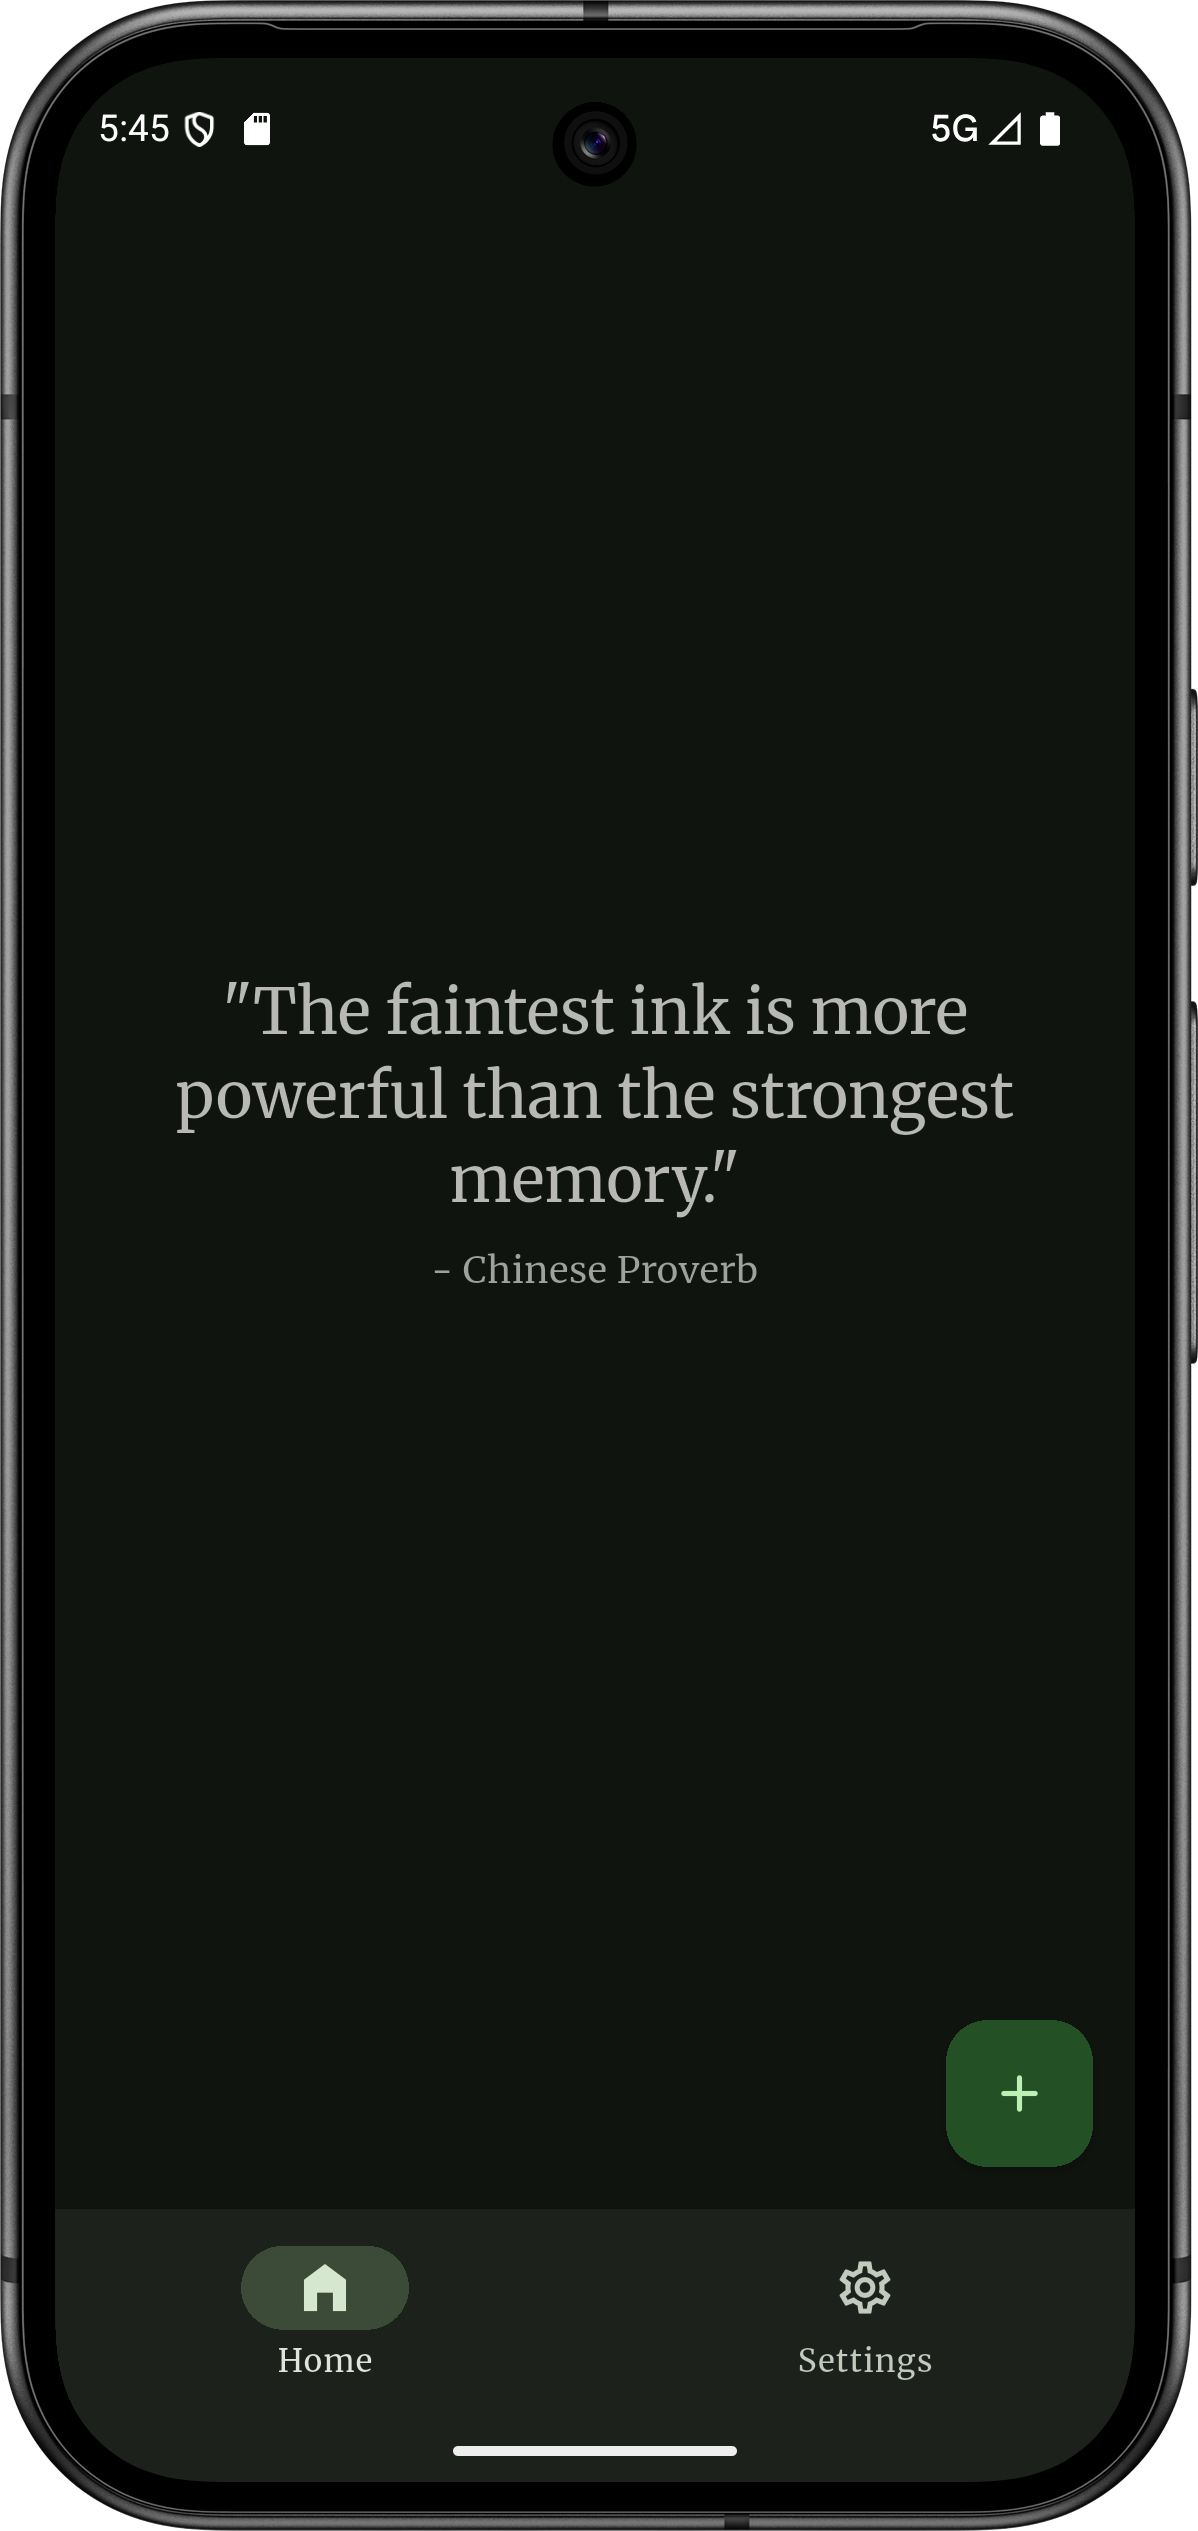 5:45 5G
"The faintest ink is more
powerful than the strongest
memory."
- Chinese Proverb
Home Settings